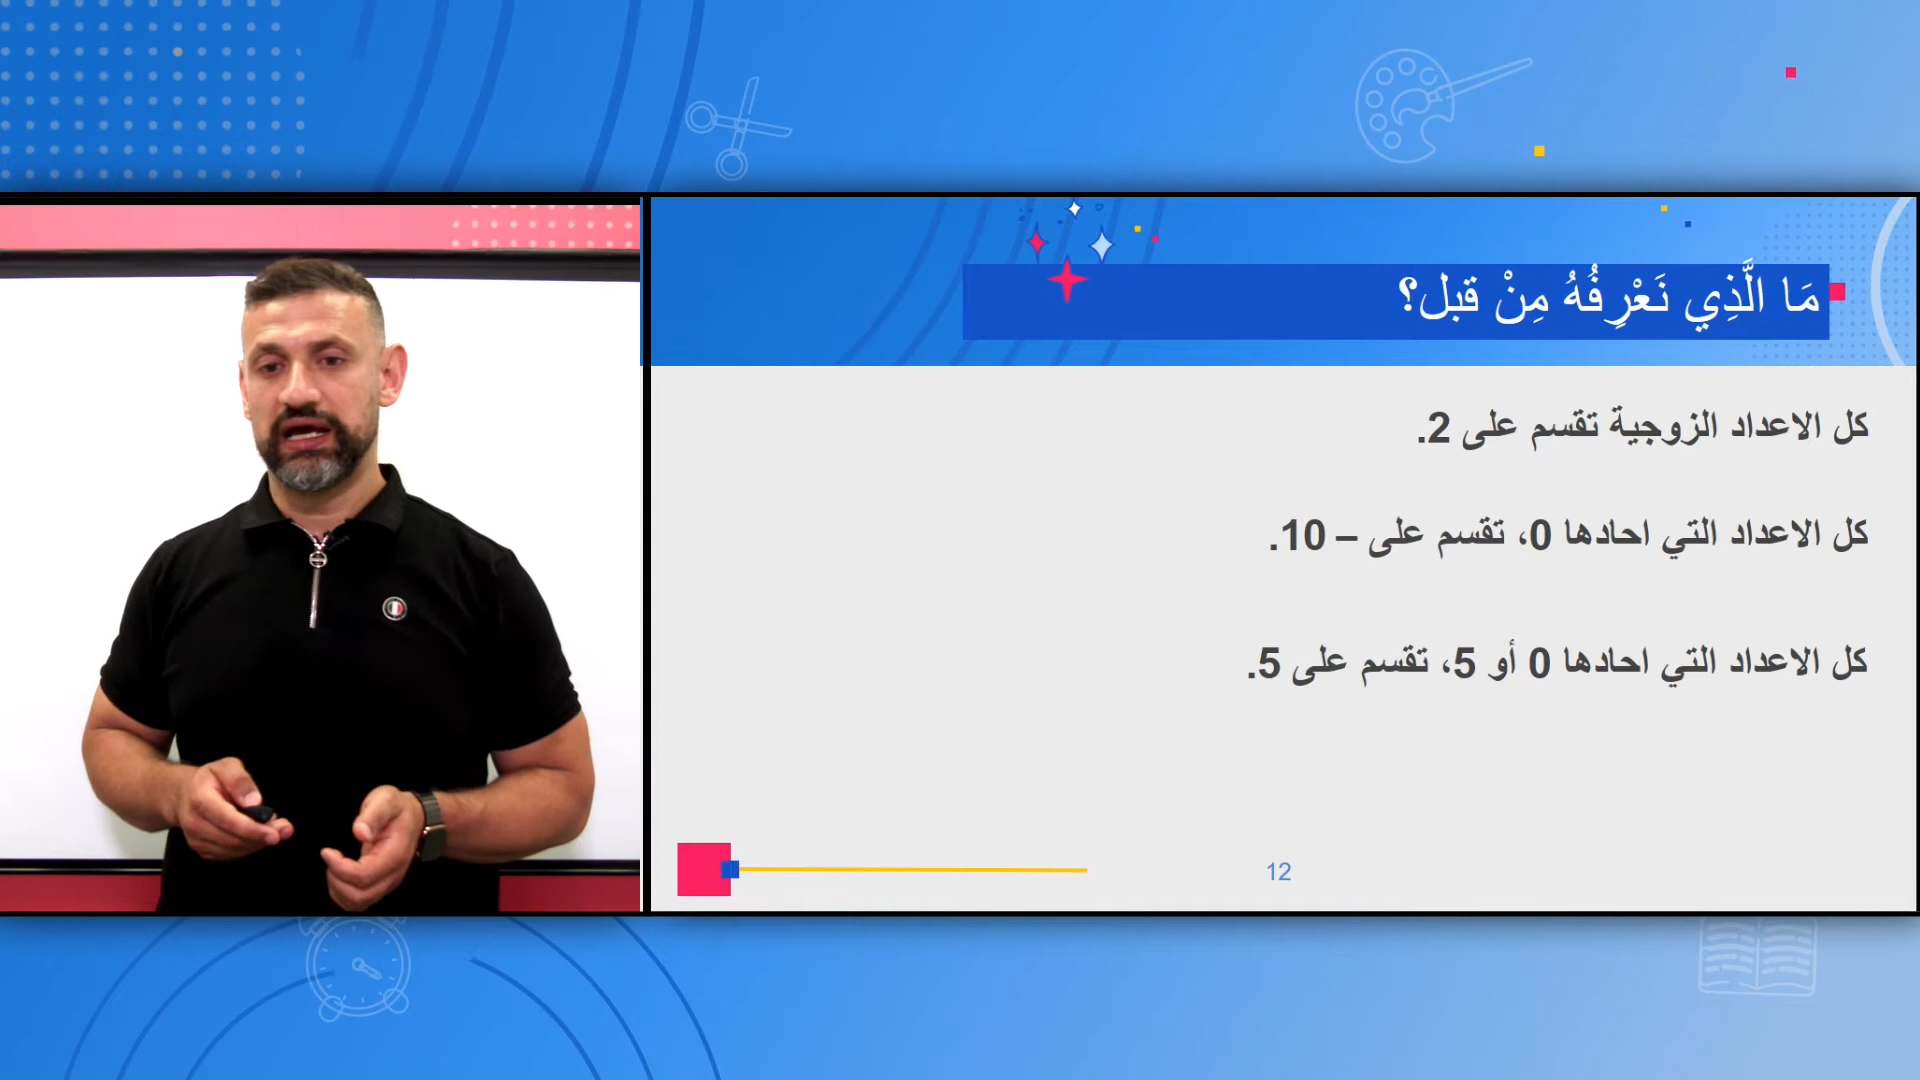 مَا الَّذِي نَعْرِفُهُ مِنْ قبل؟
كل الاعداد الزوجية تقسم على 2.
كل الاعداد التي احادها 0، تقسم على – 10.
كل الاعداد التي احادها 0 أو 5، تقسم على 5.
12